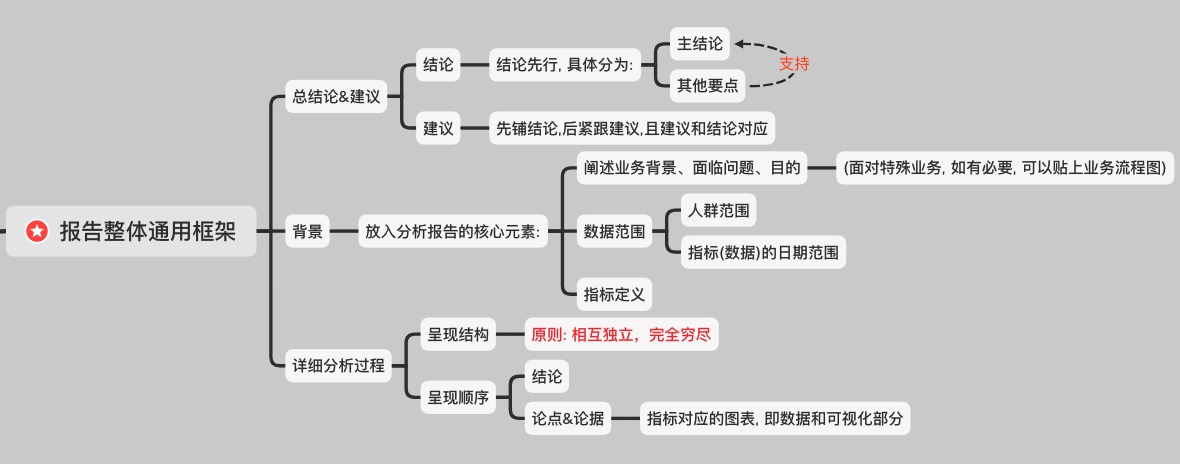 报告整体通用框架
总结论&建议
结论
结论先行, 具体分为:
主结论
其他要点
支持
建议
先铺结论,后紧跟建议,且建议和结论对应
背景
放入分析报告的核心元素:
阐述业务背景、面临问题、目的
(面对特殊业务, 如有必要, 可以贴上业务流程图)
数据范围
人群范围
指标(数据)的日期范围
指标定义
详细分析过程
呈现结构
原则: 相互独立，完全穷尽
呈现顺序
结论
论点&论据
指标对应的图表, 即数据和可视化部分